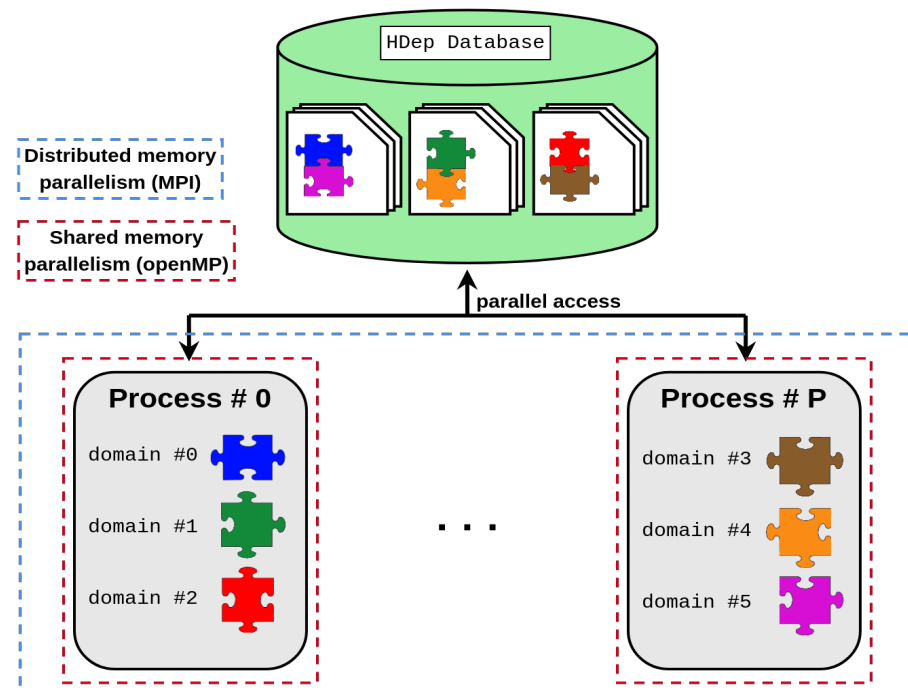 HDep Database
Distributed memory
parallelism (MPI)
Shared memory
parallelism (openMP)
parallel access
Process # 0
domain #0
domain #1
domain #2
. . .
Process # P
domain #3
domain #4
domain #5